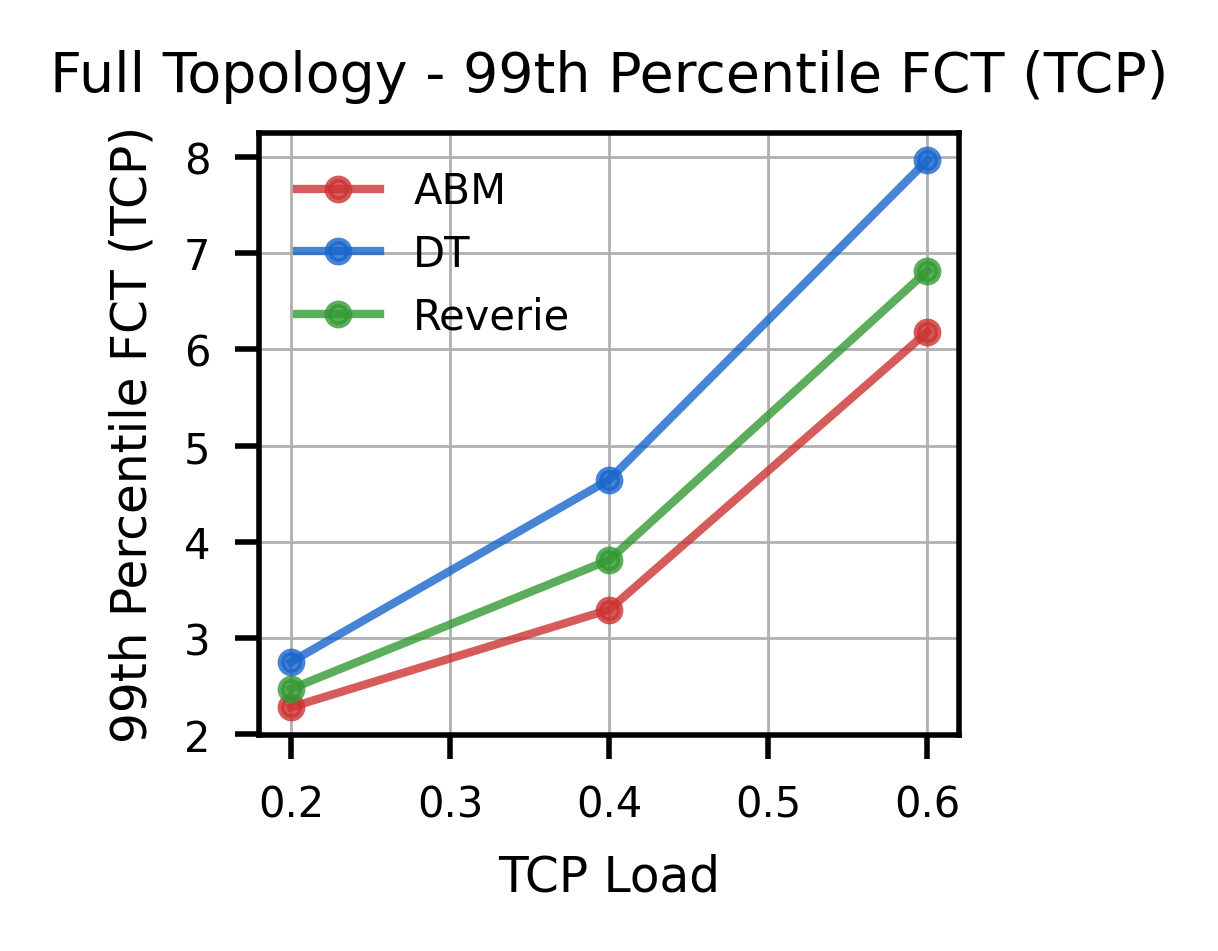 Full Topology - 99th Percentile FCT (TCP)
99th Percentile FCT (TCP)
8
7
6
5
4
3
2
ABM
DT
Reverie
0.2 0.3 0.4 0.5 0.6
TCP Load